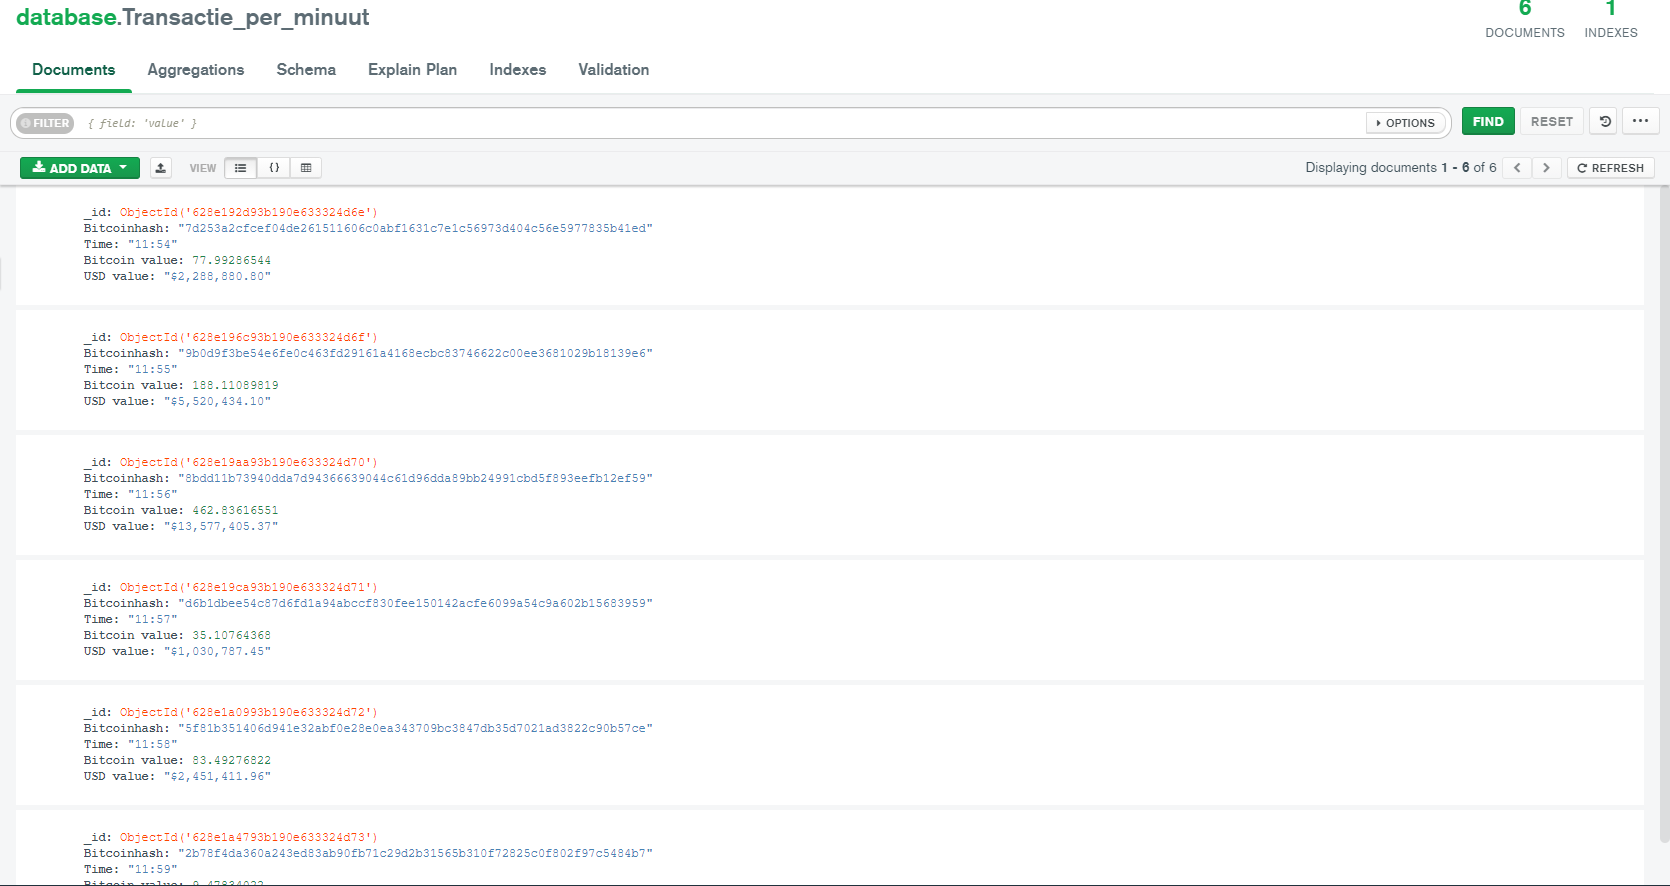 database.Transactie_per_minuut
6 1
DOCUMENTS INDEXES
Documents Aggregations Schema Explain Plan Indexes Validation
FILTER { field: 'value' } OPTIONS FIND RESET ...
ADD DATA VIEW {} Displaying documents 1 - 6 of 6 < > REFRESH
_id: ObjectId('628e192d93b190e633324d6e')
Bitcoinhash: "7d253a2cfcef04de261511606c0abf1631c7e1c56973d404c56e5977835b41ed"
Time: "11:54"
Bitcoin value: 77.99286544
USD value: "$2,288,880.80"
_id: ObjectId('628e196c93b190e633324d6f')
Bitcoinhash: "9b0d9f3be54e6fe0c463fd29161a4168ecbc83746622c00ee3681029b18139e6"
Time: "11:55"
Bitcoin value: 188.11089819
USD value: "$5,520,434.10"
_id: ObjectId('628e19aa93b190e633324d70')
Bitcoinhash: "8bdd11b73940dda7d94366639044c61d96dda89bb24991cbd5f893eefb12ef59"
Time: "11:56"
Bitcoin value: 462.83616551
USD value: "$13,577,405.37"
_id: ObjectId('628e19ca93b190e633324d71')
Bitcoinhash: "d6b1dbee54c87d6fd1a94abccf830fee150142acfe6099a54c9a602b15683959"
Time: "11:57"
Bitcoin value: 35.10764368
USD value: "$1,030,787.45"
_id: ObjectId('628e1a0993b190e633324d72')
Bitcoinhash: "5f81b351406d941e32abf0e28e0ea343709bc3847db35d7021ad3822c90b57ce"
Time: "11:58"
Bitcoin value: 83.49276822
USD value: "$2,451,411.96"
_id: ObjectId('628e1a4793b190e633324d73')
Bitcoinhash: "2b78f4da360a243ed83ab90fb71c29d2b31565b310f72825c0f802f97c5484b7"
Time: "11:59"
Bitcoin value: 9.47834022